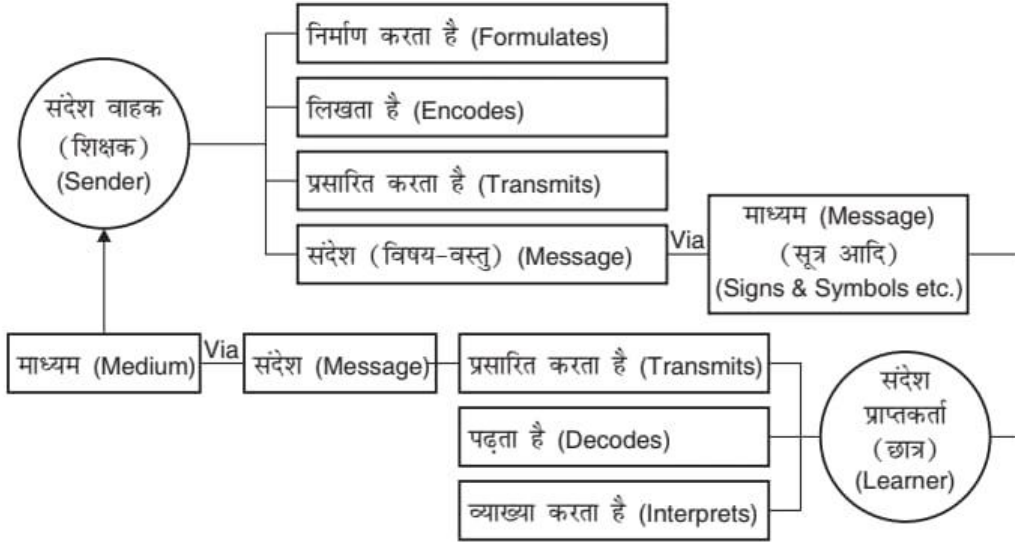 निर्माण करता है (Formulates)
संदेश वाहक
(शिक्षक)
(Sender)
लिखता है (Encodes)
प्रसारित करता है (Transmits)
संदेश (विषय-वस्तु) (Message)
Via
माध्यम (Message)
(सूत्र आदि)
(Signs & Symbols etc.)
माध्यम (Medium)
Via
संदेश (Message)
प्रसारित करता है (Transmits)
पढ़ता है (Decodes)
व्याख्या करता है (Interprets)
संदेश
प्राप्तकर्ता
(छात्र)
(Learner)